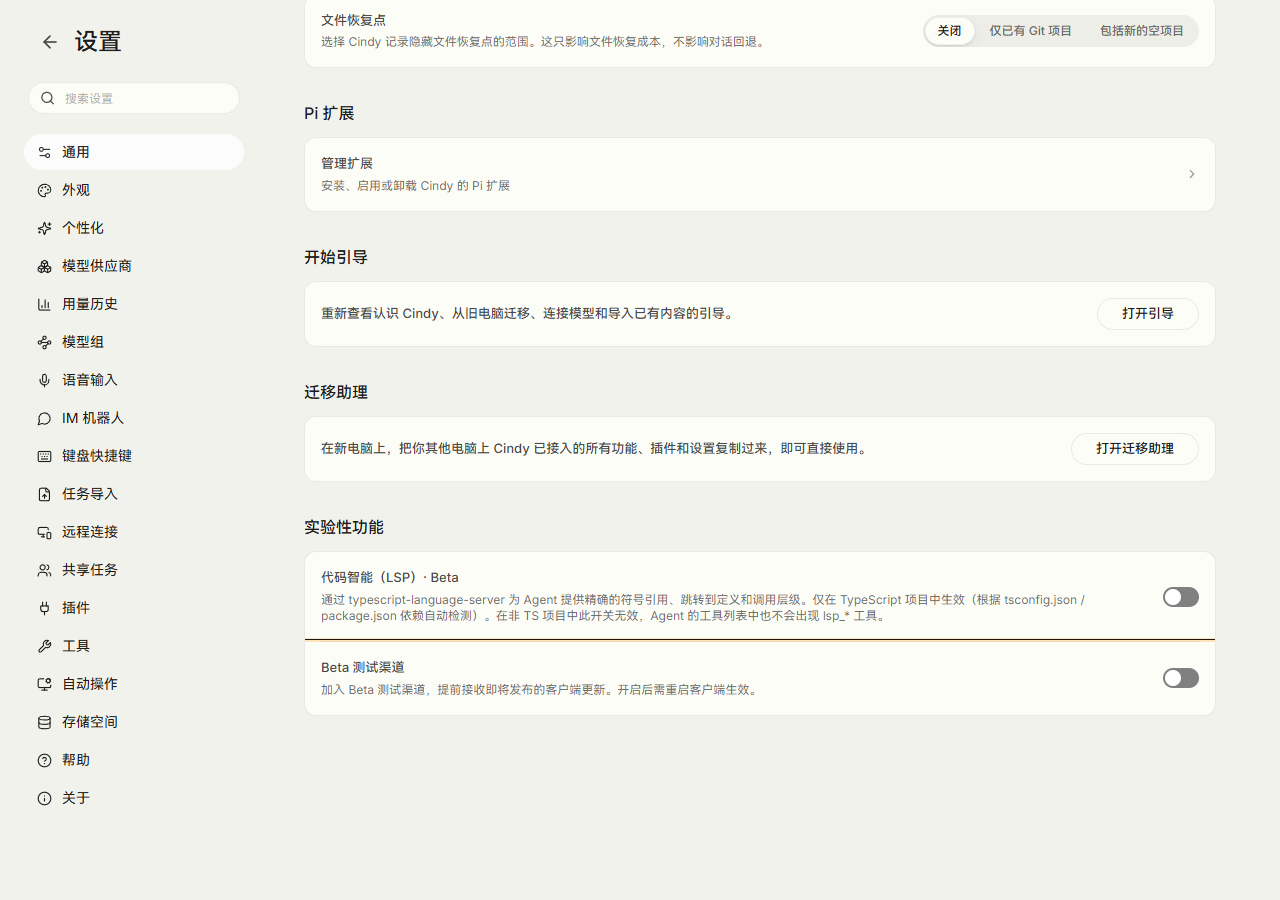 设置
搜索设置
通用
外观
个性化
模型供应商
用量历史
模型组
语音输入
IM 机器人
键盘快捷键
任务导入
远程连接
共享任务
插件
工具
自动操作
存储空间
帮助
关于
文件恢复点
选择 Cindy 记录隐藏文件恢复点的范围。这只影响文件恢复成本，不影响对话回退。
关闭
仅已有 Git 项目
包括新的空项目
Pi 扩展
管理扩展
安装、启用或卸载 Cindy 的 Pi 扩展
开始引导
重新查看认识 Cindy、从旧电脑迁移、连接模型和导入已有内容的引导。
打开引导
迁移助理
在新电脑上，把你其他电脑上 Cindy 已接入的所有功能、插件和设置复制过来，即可直接使用。
打开迁移助理
实验性功能
代码智能（LSP）· Beta
通过 typescript-language-server 为 Agent 提供精确的符号引用、跳转到定义和调用层级。仅在 TypeScript 项目中生效（根据 tsconfig.json /
package.json 依赖自动检测）。在非 TS 项目中此开关无效，Agent 的工具列表中也不会出现 lsp_* 工具。
Beta 测试渠道
加入 Beta 测试渠道，提前接收即将发布的客户端更新。开启后需重启客户端生效。